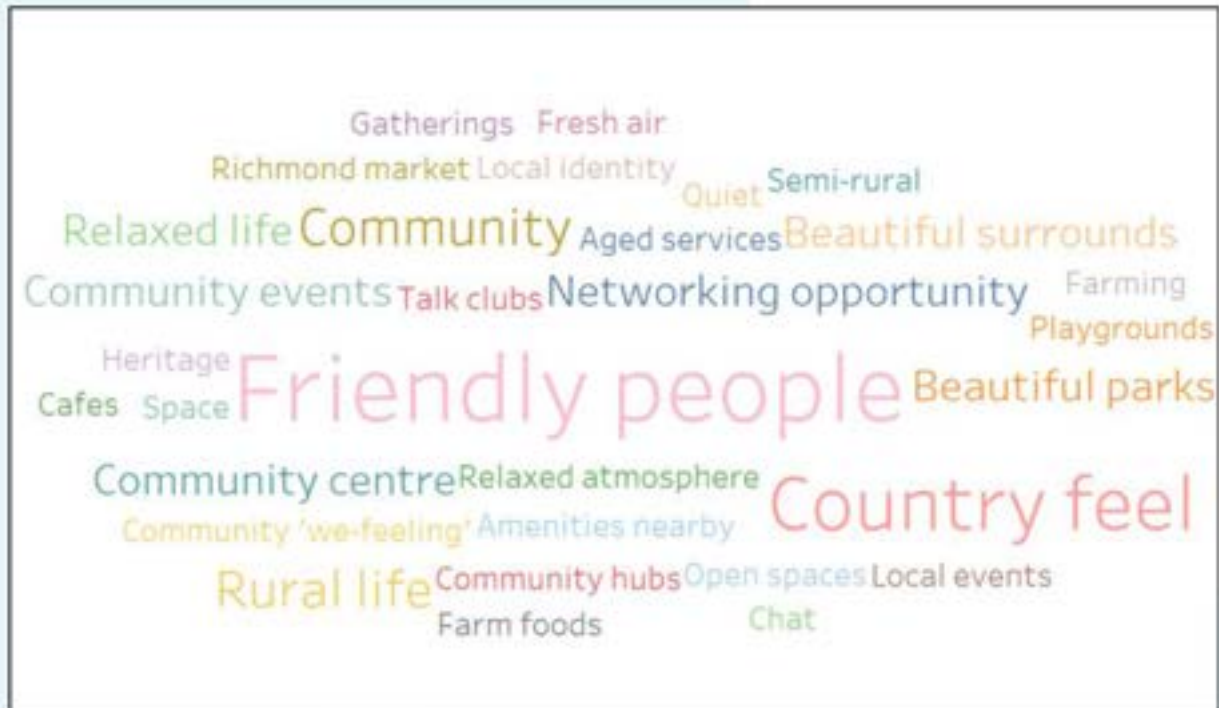 Gatherings Fresh air
Richmond market Local identity
Quiet Semi-rural
Relaxed life Community Aged services Beautiful surrounds
Community events Talk clubs Networking opportunity Farming
Playgrounds
Heritage
Friendly people Beautiful parks
Cafes Space
Community centre Relaxed atmosphere
Country feel
Community 'we-feeling' Amenities nearby
Rural life Community hubs Open spaces Local events
Farm foods Chat